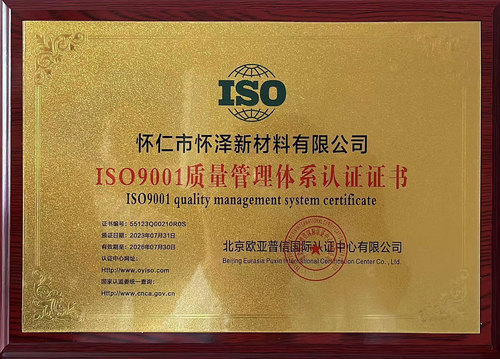 ISO
怀仁市怀泽新材料有限公司
ISO9001质量管理体系认证证书
ISO9001 quality management system certificate
证书编号：55123Q00210R0S
颁证日期：2023年07月31日
有效期至：2026年07月30日
认证中心网址：
Http://www.oyiso.com
国家认监委统一查询：
Http://www.cnca.gov.cn
北京欧亚普信国际认证中心有限公司
Beijing Eurasia Puxin International Certification Center Co., Ltd.